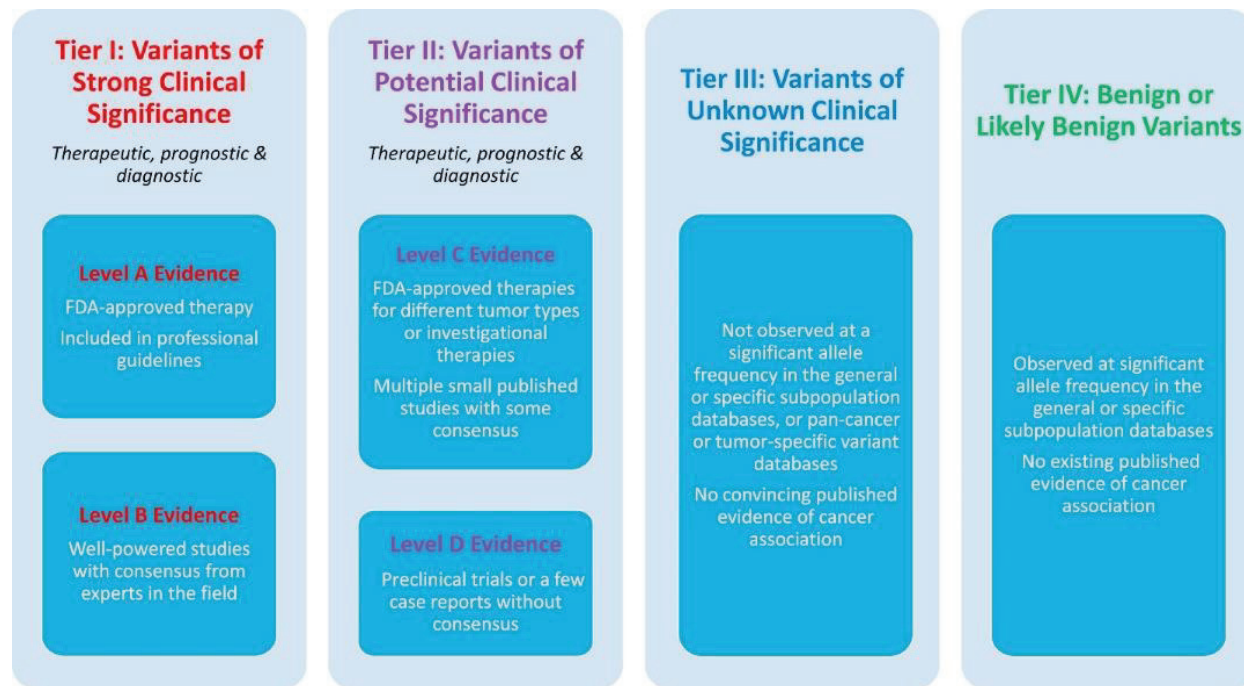 Tier I: Variants of
Strong Clinical
Significance
Therapeutic, prognostic &
diagnostic
Level A Evidence
FDA-approved therapy
Included in professional
guidelines
Level B Evidence
Well-powered studies
with consensus from
experts in the field
Tier II: Variants of
Potential Clinical
Significance
Therapeutic, prognostic &
diagnostic
Level C Evidence
FDA-approved therapies
for different tumor types
or investigational
therapies
Multiple small published
studies with some
consensus
Level D Evidence
Preclinical trials or a few
case reports without
consensus
Tier III: Variants of
Unknown Clinical
Significance
Not observed at a
significant allele
frequency in the general
or specific subpopulation
databases, or pan-cancer
or tumor-specific variant
databases
No convincing published
evidence of cancer
association
Tier IV: Benign or
Likely Benign Variants
Observed at significant
allele frequency in the
general or specific
subpopulation databases
No existing published
evidence of cancer
association